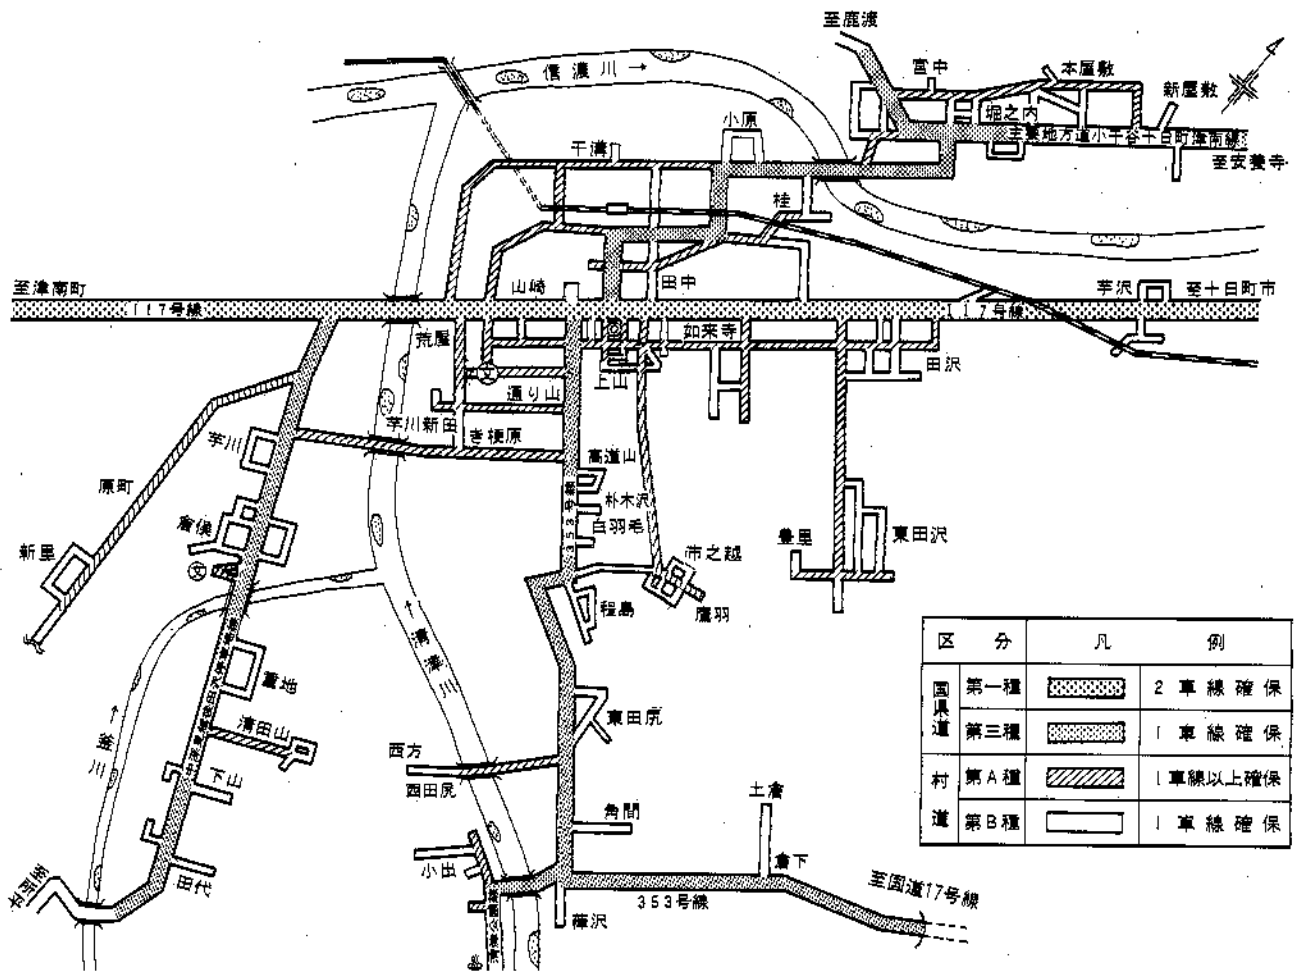 至鹿渡
信濃川→
宮中
本屋敷
新屋敷
堀之内
小原
主要地方道小千谷十日町津南線
干溝
至安養寺
桂
至津南町
山崎
田中
芋沢
至十日町市
117号線
117号線
荒屋
如来寺
上山
田沢
通り山
芋川新田
き梗原
芋川
高道山
原町
353号線
朴木沢
倉俣
白羽毛
新里
市之越
豊里
東田沢
程島
鷹羽
→清津川
重地
清田山
東田尻
→釜川
西方
西田尻
下山
土倉
角間
小出
倉下
田代
至国道17号線
353号線
葎沢
区分
凡例
国県道
第一種
2車線確保
第三種
1車線確保
村道
第A種
1車線以上確保
第B種
1車線確保